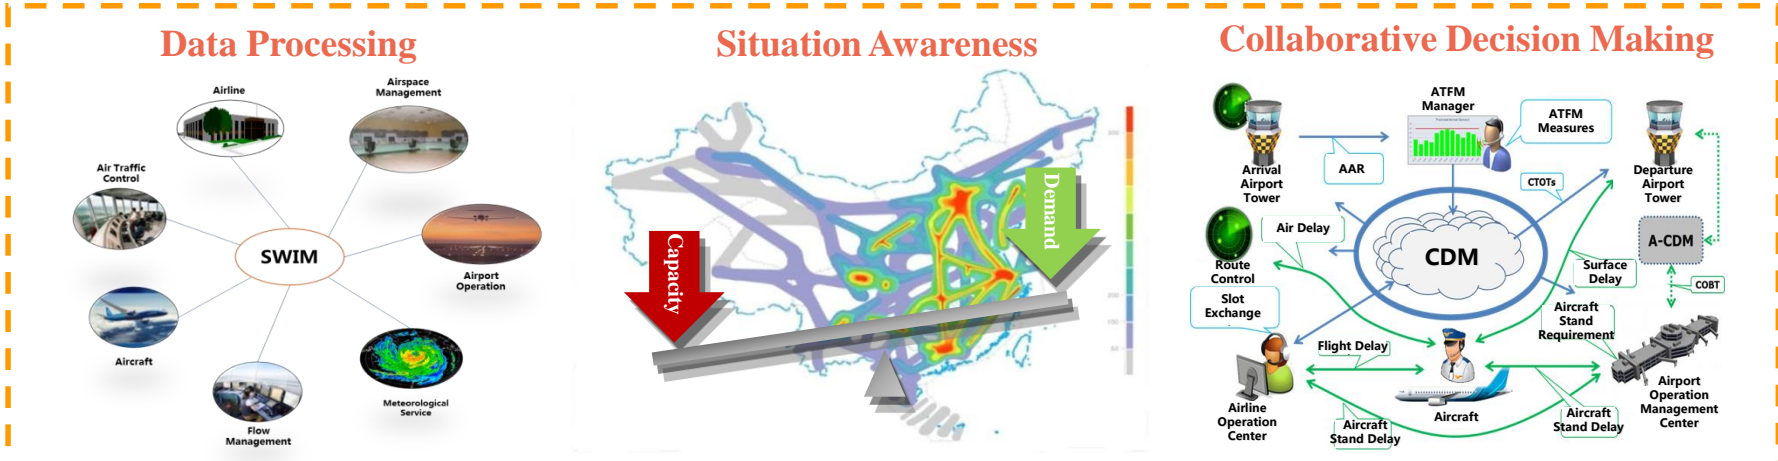 Data Processing
Airline
Airspace
Management
Air Traffic
Control
SWIM
Airport
Operation
Aircraft
Meteorological
Service
Flow
Management
Situation Awareness
Capacity
Demand
200
100
50
Collaborative Decision Making
ATFM
Manager
ATFM
Measures
AAR
Arrival
Airport
Tower
CTOTs
Departure
Airport
Tower
Air Delay
CDM
A-CDM
Route
Control
Surface
Delay
COBT
Slot
Exchange
Aircraft
Stand
Requirement
Flight Delay
Airline
Operation
Center
Aircraft
Stand Delay
Aircraft
Aircraft
Stand Delay
Airport
Operation
Management
Center